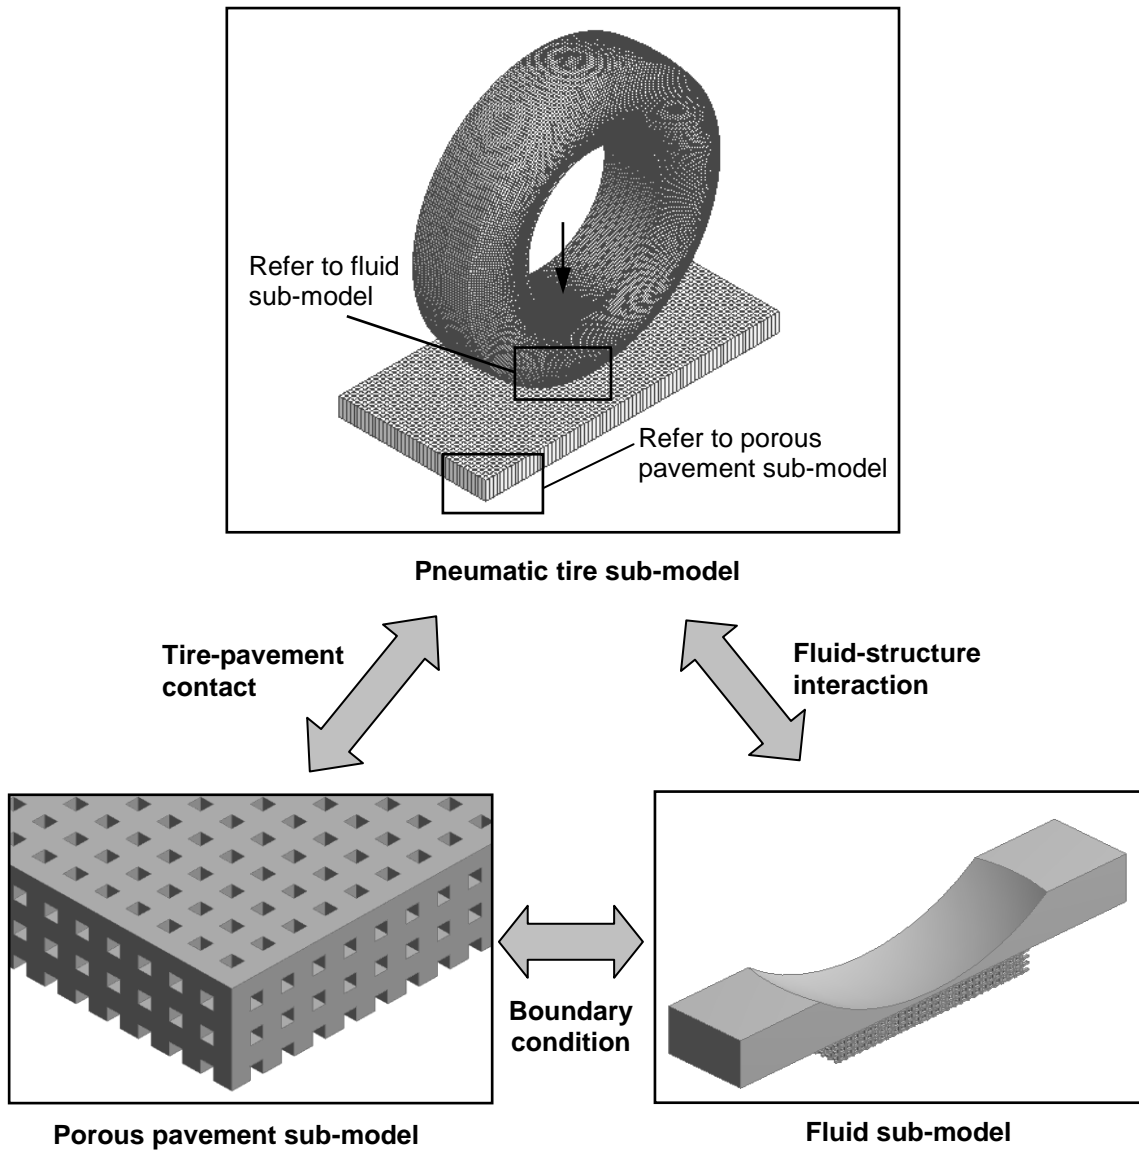 Refer to fluid
sub-model
Refer to porous
pavement sub-model
Pneumatic tire sub-model
Tire-pavement
contact
Fluid-structure
interaction
Boundary
condition
Porous pavement sub-model
Fluid sub-model